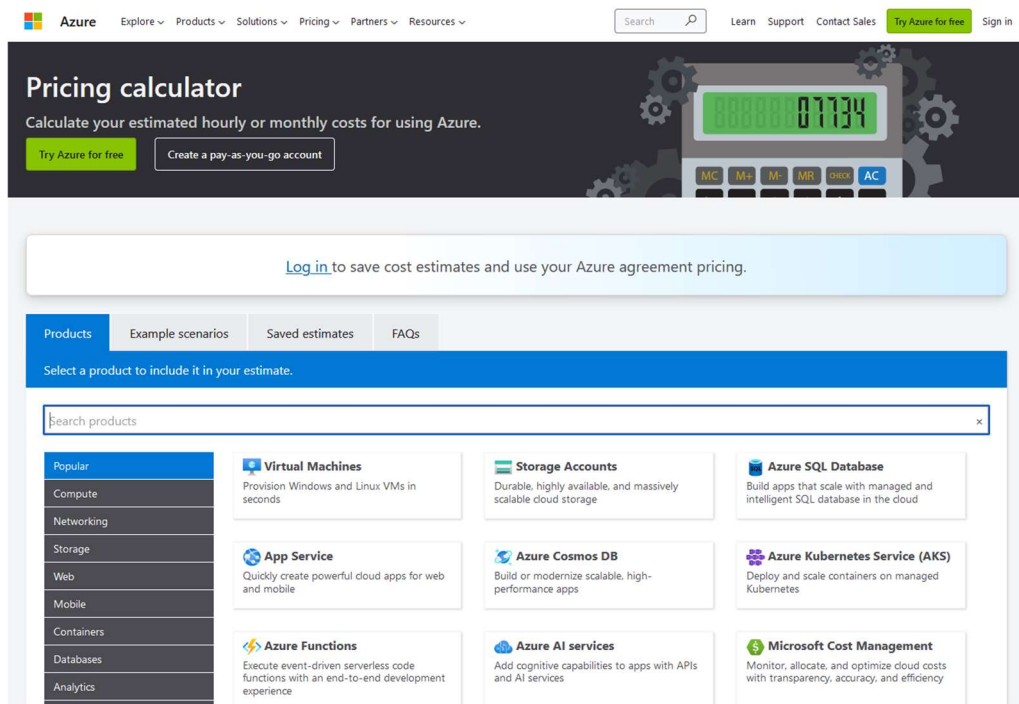 Azure Explore Products Solutions Pricing Partners Resources Search Learn Support Contact Sales Try Azure for free Sign in
Pricing calculator
Calculate your estimated hourly or monthly costs for using Azure.
Try Azure for free Create a pay-as-you-go account
07734
MC M+ M- MR CHECK AC
Log in to save cost estimates and use your Azure agreement pricing.
Products Example scenarios Saved estimates FAQs
Select a product to include it in your estimate.
Search products ×
Popular
Compute
Networking
Storage
Web
Mobile
Containers
Databases
Analytics
Virtual Machines
Provision Windows and Linux VMs in
seconds
Storage Accounts
Durable, highly available, and massively
scalable cloud storage
Azure SQL Database
Build apps that scale with managed and
intelligent SQL database in the cloud
App Service
Quickly create powerful cloud apps for web
and mobile
Azure Cosmos DB
Build or modernize scalable, high-
performance apps
Azure Kubernetes Service (AKS)
Deploy and scale containers on managed
Kubernetes
Azure Functions
Execute event-driven serverless code
functions with an end-to-end development
experience
Azure AI services
Add cognitive capabilities to apps with APIs
and AI services
Microsoft Cost Management
Monitor, allocate, and optimize cloud costs
with transparency, accuracy, and efficiency